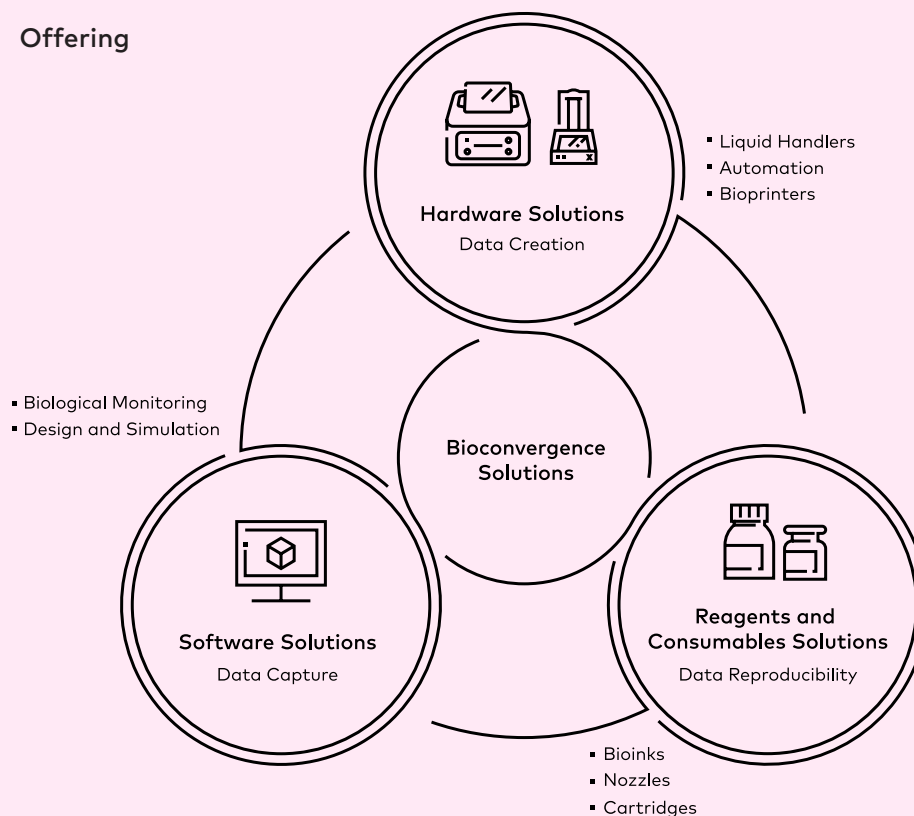 Offering
Hardware Solutions
Data Creation
▪ Liquid Handlers
▪ Automation
▪ Bioprinters
▪ Biological Monitoring
▪ Design and Simulation
Bioconvergence
Solutions
Software Solutions
Data Capture
Reagents and
Consumables Solutions
Data Reproducibility
▪ Bioinks
▪ Nozzles
▪ Cartridges